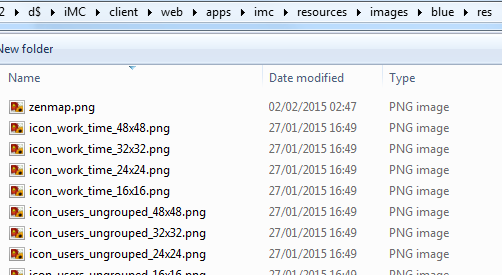 2 ▸ d$ ▸ iMC ▸ client ▸ web ▸ apps ▸ imc ▸ resources ▸ images ▸ blue ▸ res
New folder
Name Date modified Type
zenmap.png 02/02/2015 02:47 PNG image
icon_work_time_48x48.png 27/01/2015 16:49 PNG image
icon_work_time_32x32.png 27/01/2015 16:49 PNG image
icon_work_time_24x24.png 27/01/2015 16:49 PNG image
icon_work_time_16x16.png 27/01/2015 16:49 PNG image
icon_users_ungrouped_48x48.png 27/01/2015 16:49 PNG image
icon_users_ungrouped_32x32.png 27/01/2015 16:49 PNG image
icon_users_ungrouped_24x24.png 27/01/2015 16:49 PNG image
icon_users_ungrouped_16x16.png 27/01/2015 16:49 PNG image